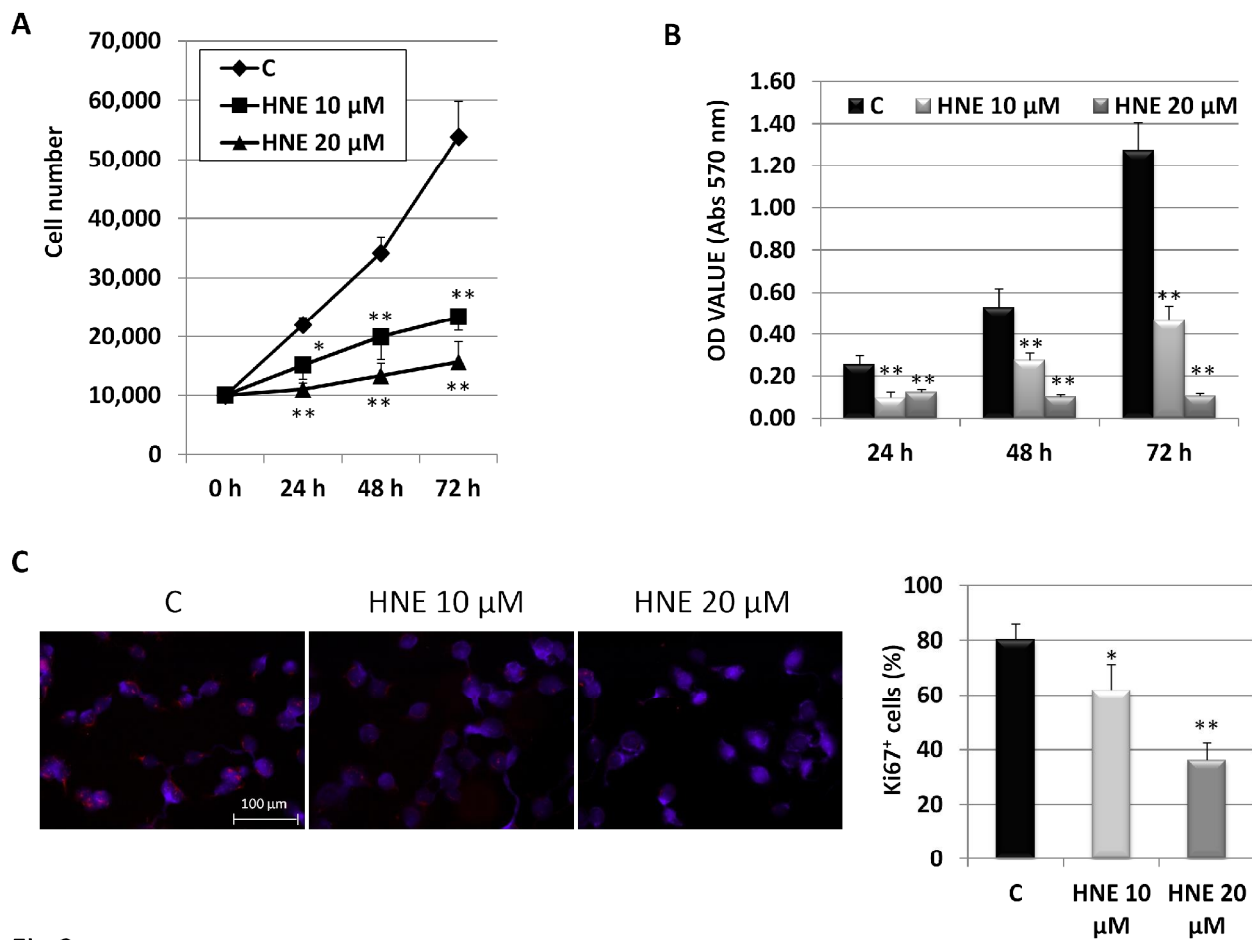 A
70,000
60,000
50,000
40,000
30,000
20,000
10,000
0
Cell number
C
HNE 10 µM
HNE 20 µM
*
**
**
**
**
**
0 h 24 h 48 h 72 h
B
1.60
1.40
1.20
1.00
0.80
0.60
0.40
0.20
0.00
OD VALUE (Abs 570 nm)
C HNE 10 µM HNE 20 µM
** **
** **
** **
24 h 48 h 72 h
C
C HNE 10 µM HNE 20 µM
100 µm
100
80
60
40
20
0
Ki67+ cells (%)
*
**
C HNE 10 µM HNE 20 µM